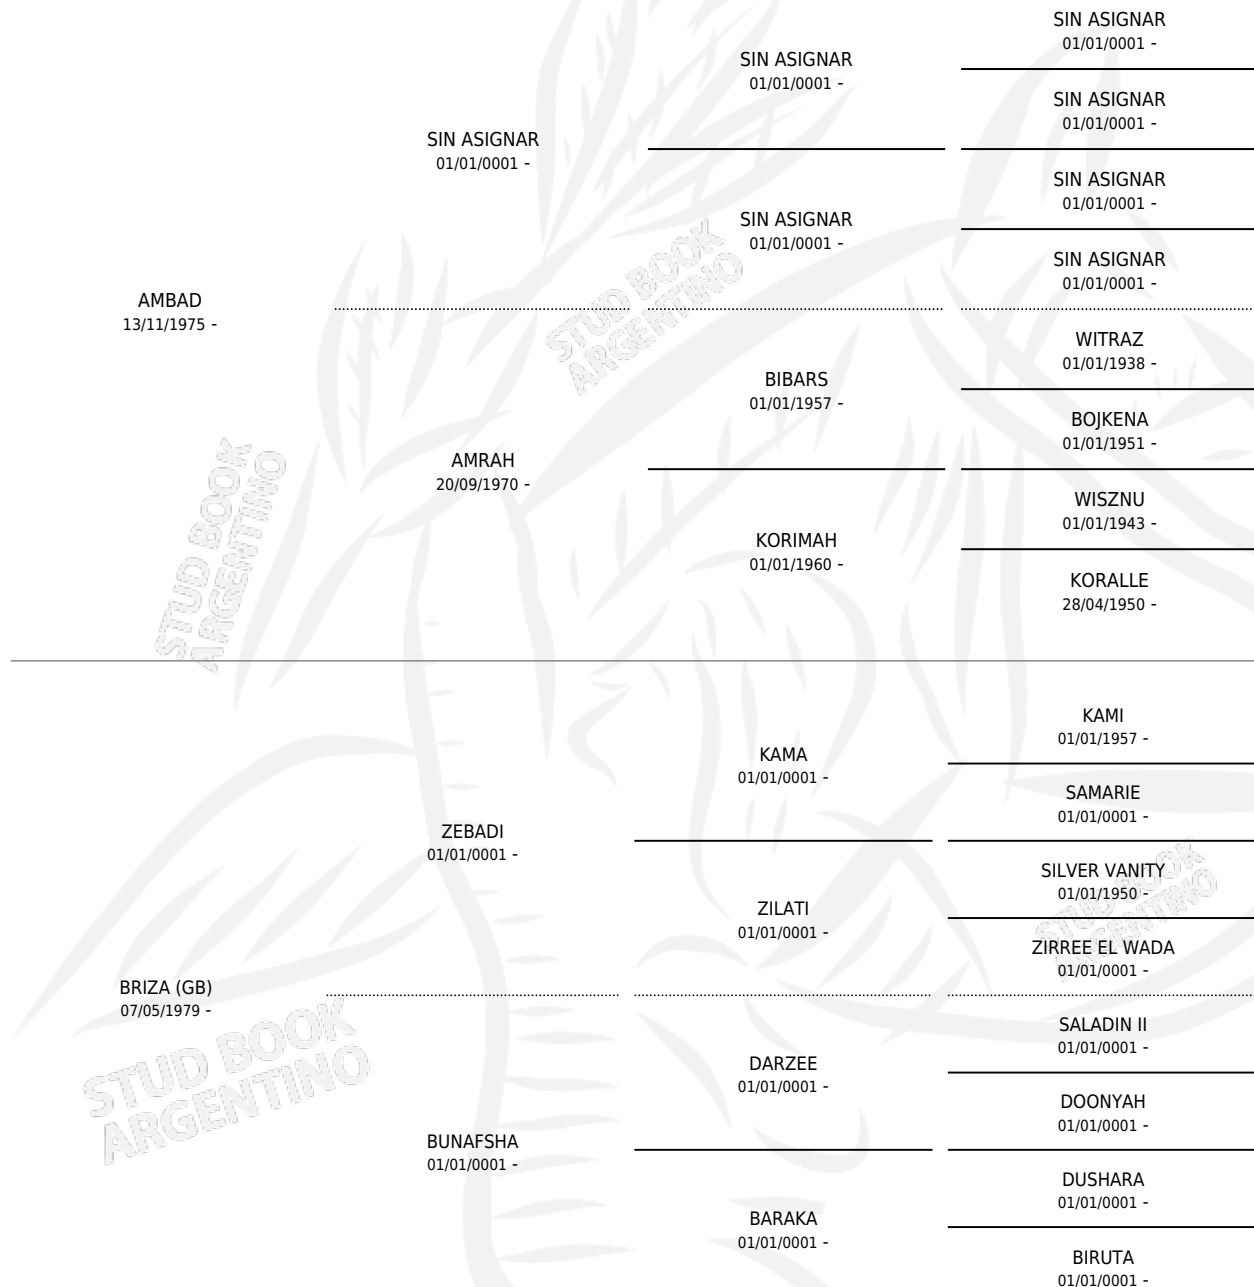 SIN ASIGNAR
01/01/0001 -
SIN ASIGNAR
01/01/0001 -
SIN ASIGNAR
01/01/0001 -
SIN ASIGNAR
01/01/0001 -
SIN ASIGNAR
01/01/0001 -
SIN ASIGNAR
01/01/0001 -
SIN ASIGNAR
01/01/0001 -
AMBAD
13/11/1975 -
WITRAZ
01/01/1938 -
BIBARS
01/01/1957 -
BOJKENA
01/01/1951 -
AMRAH
20/09/1970 -
WISZNU
01/01/1943 -
KORIMAH
01/01/1960 -
KORALLE
28/04/1950 -
KAMI
01/01/1957 -
KAMA
01/01/0001 -
SAMARIE
01/01/0001 -
ZEBADI
01/01/0001 -
SILVER VANITY
01/01/1950 -
ZILATI
01/01/0001 -
ZIRREE EL WADA
01/01/0001 -
BRIZA (GB)
07/05/1979 -
SALADIN II
01/01/0001 -
DARZEE
01/01/0001 -
DOONYAH
01/01/0001 -
BUNAFSHA
01/01/0001 -
DUSHARA
01/01/0001 -
BARAKA
01/01/0001 -
BIRUTA
01/01/0001 -
STUD BOOK
ARGENTINO
STUD BOOK
ARGENTINO
STUD BOOK
ARGENTINO
STUD BOOK
ARGENTINO